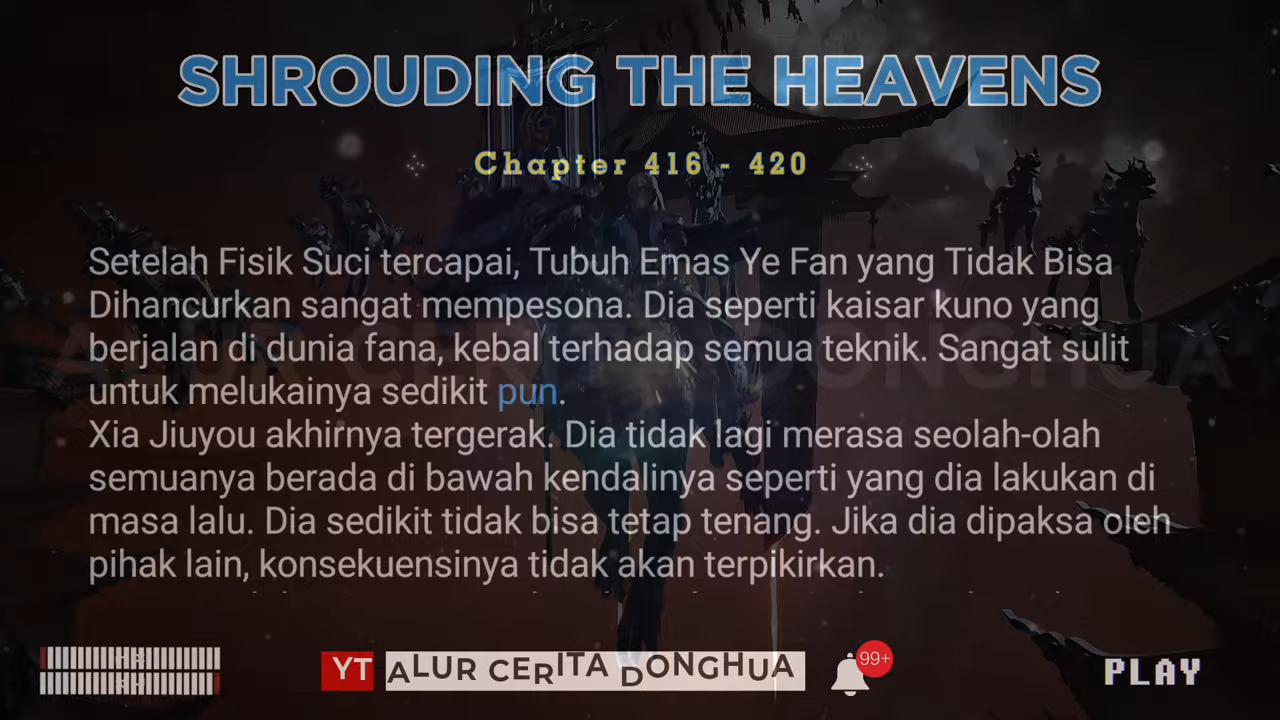 SHROUDING THE HEAVENS
Chapter 416 - 420
Setelah Fisik Suci tercapai, Tubuh Emas Ye Fan yang Tidak Bisa
Dihancurkan sangat mempesona. Dia seperti kaisar kuno yang
berjalan di dunia fana, kebal terhadap semua teknik. Sangat sulit
untuk melukainya sedikit pun.
Xia Jiuyou akhirnya tergerak. Dia tidak lagi merasa seolah-olah
semuanya berada di bawah kendalinya seperti yang dia lakukan di
masa lalu. Dia sedikit tidak bisa tetap tenang. Jika dia dipaksa oleh
pihak lain, konsekuensinya tidak akan terpikirkan.
YT ALUR CERITA DONGHUA
99+
PLAY